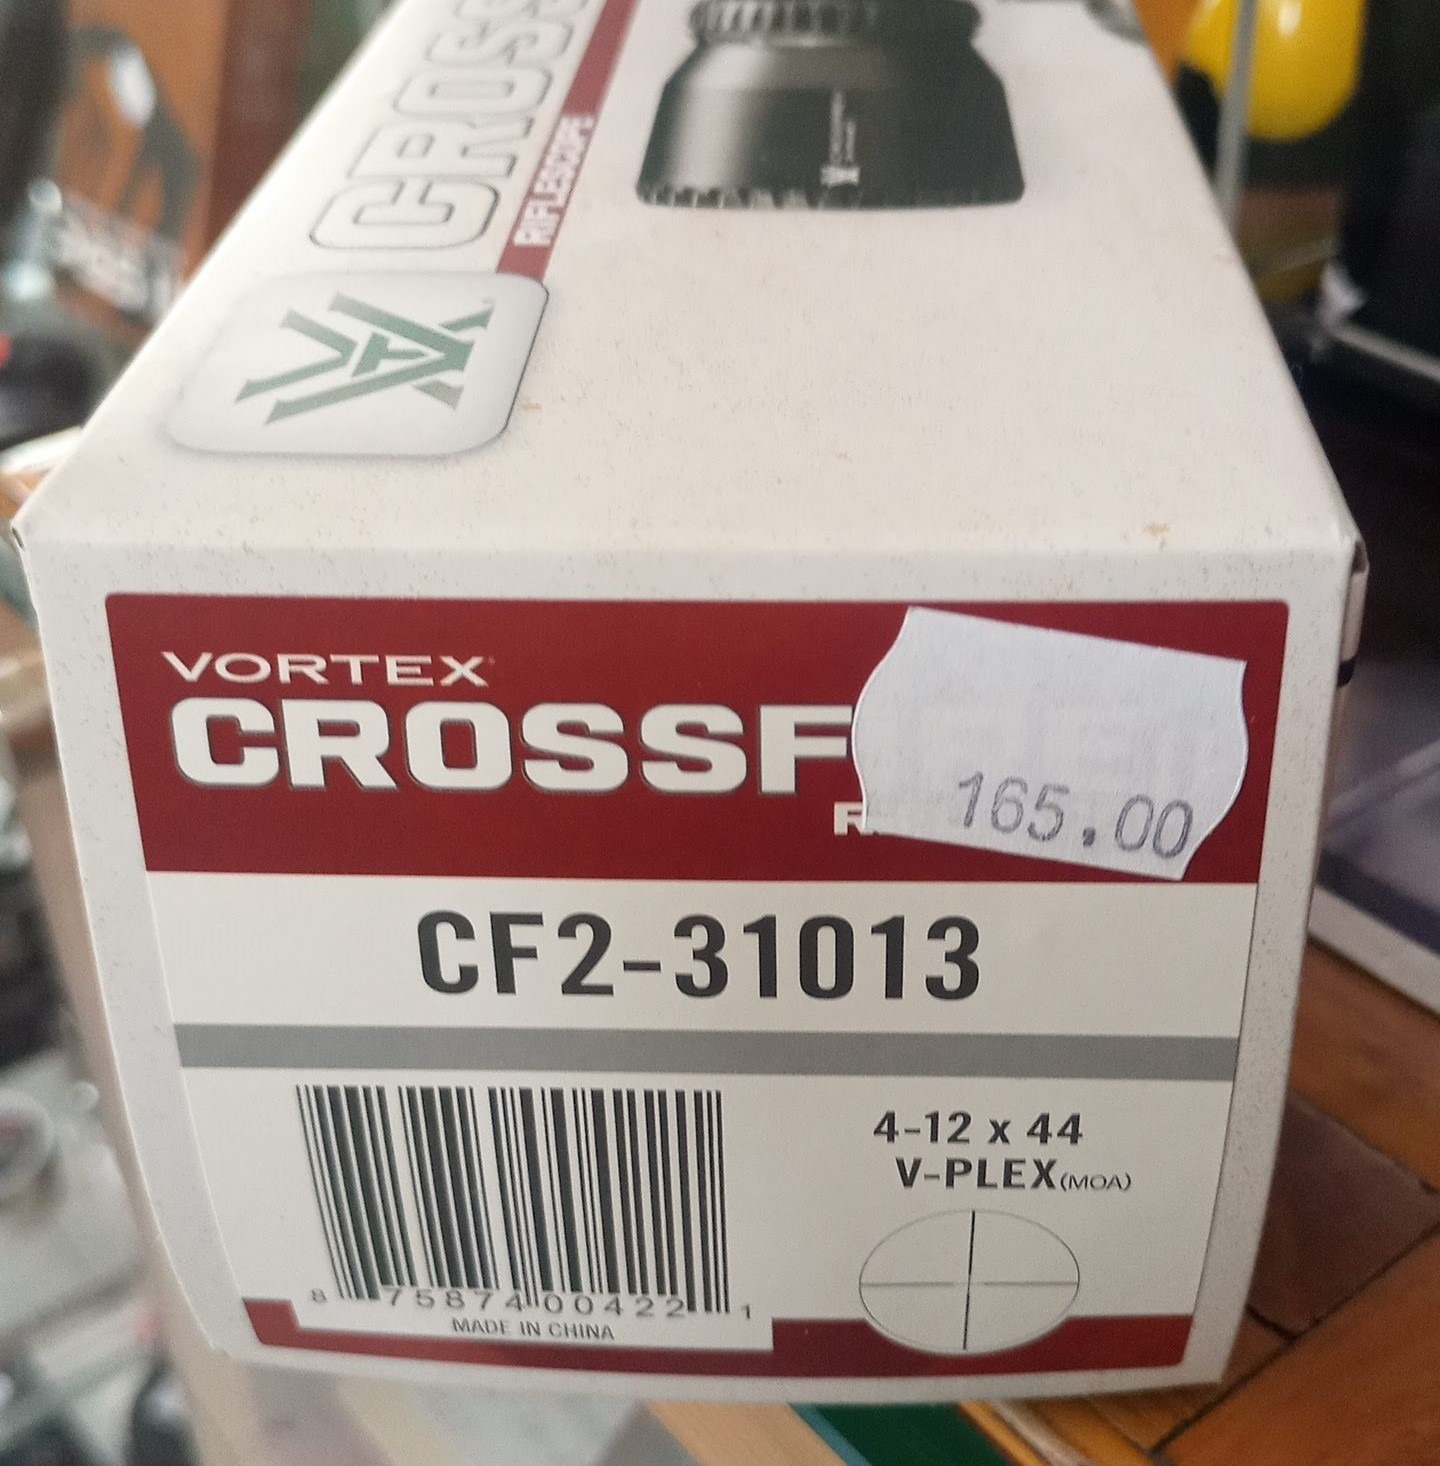 CROSS
RIFLESCOPE
VORTEX
CROSSF
R
165.00
CF2-31013
4-12 x 44
V-PLEX(MOA)
8 75874 00422 1
MADE IN CHINA